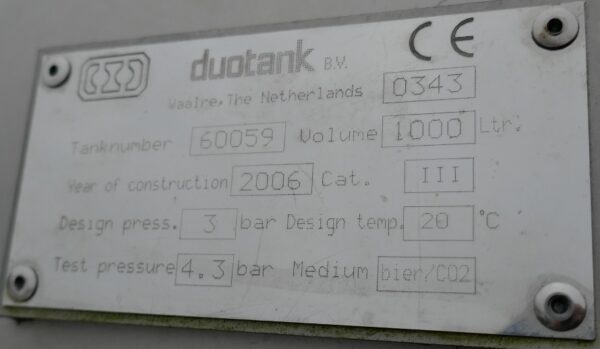 duotank B.V. CE
Waalre, The Netherlands 0343
Tanknumber 60059 Volume 1000 Ltr.
Year of construction 2006 Cat. III
Design press. 3 bar Design temp. 20 °C
Test pressure 4.3 bar Medium bier/CO2